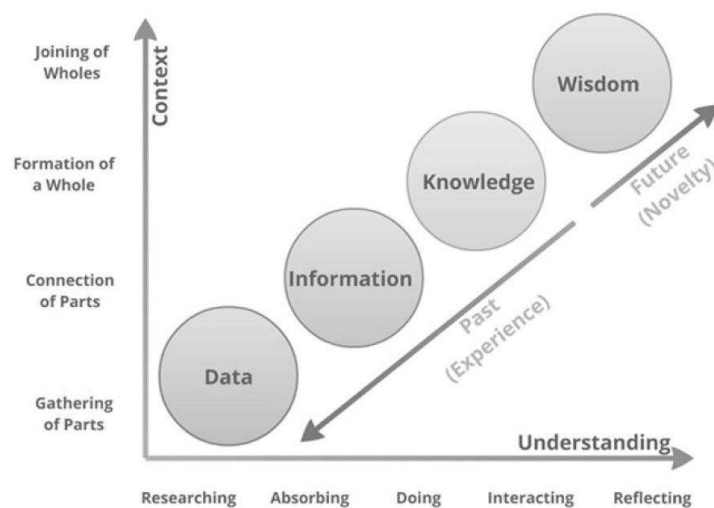 Joining of
Wholes
Context
Wisdom
Formation of
a Whole
Knowledge
Future
(Novelty)
Connection
of Parts
Information
Past
(Experience)
Data
Gathering
of Parts
Understanding
Researching Absorbing Doing Interacting Reflecting